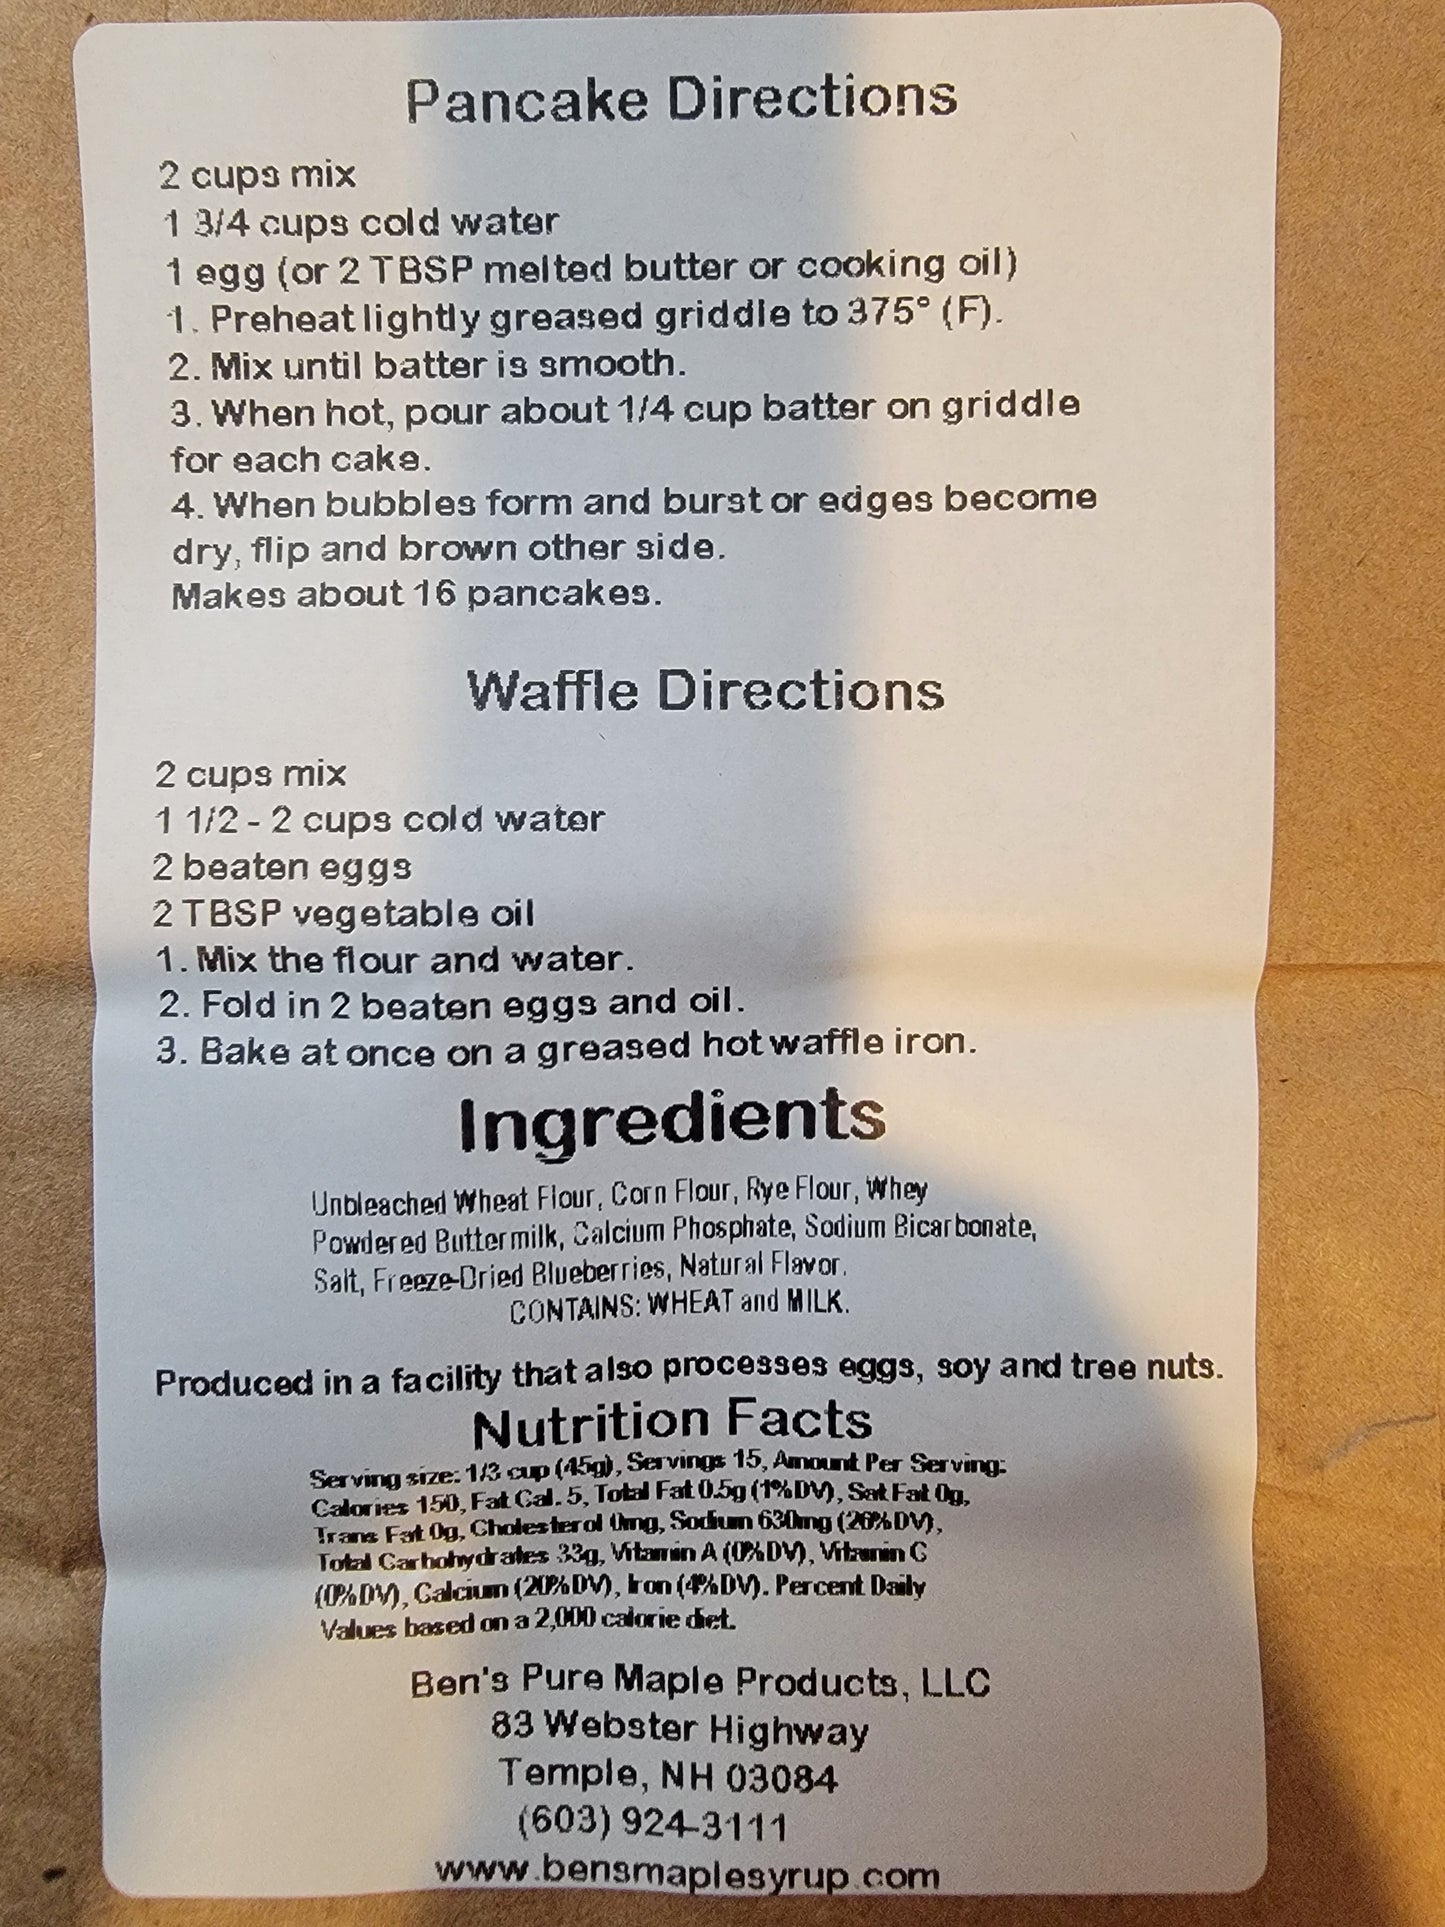 Pancake Directions
2 cups mix
1 3/4 cups cold water
1 egg (or 2 TBSP melted butter or cooking oil)
1. Preheat lightly greased griddle to 375° (F).
2. Mix until batter is smooth.
3. When hot, pour about 1/4 cup batter on griddle
for each cake.
4. When bubbles form and burst or edges become
dry, flip and brown other side.
Makes about 16 pancakes.
Waffle Directions
2 cups mix
1 1/2 - 2 cups cold water
2 beaten eggs
2 TBSP vegetable oil
1. Mix the flour and water.
2. Fold in 2 beaten eggs and oil.
3. Bake at once on a greased hot waffle iron.
Ingredients
Unbleached Wheat Flour, Corn Flour, Rye Flour, Whey
Powdered Buttermilk, Calcium Phosphate, Sodium Bicarbonate,
Salt, Freeze-Dried Blueberries, Natural Flavor.
CONTAINS: WHEAT and MILK.
Produced in a facility that also processes eggs, soy and tree nuts.
Nutrition Facts
Serving size: 1/3 cup (45g), Servings 15, Amount Per Serving:
Calories 150, Fat Cal. 5, Total Fat 0.5g (1%DV), Sat Fat 0g,
Trans Fat 0g, Cholesterol 0mg, Sodium 630mg (26%DV),
Total Carbohydrates 33g, Vitamin A (0%DV), Vitamin C
(0%DV), Calcium (20%DV), Iron (4%DV). Percent Daily
Values based on a 2,000 calorie diet.
Ben's Pure Maple Products, LLC
83 Webster Highway
Temple, NH 03084
(603) 924-3111
www.bensmaplesyrup.com